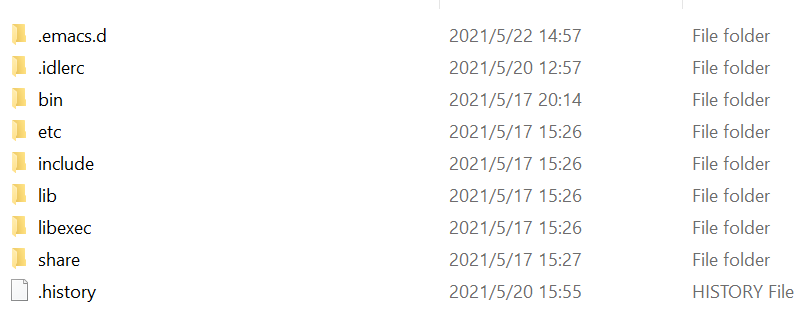 .emacs.d 2021/5/22 14:57 File folder
.idlerc 2021/5/20 12:57 File folder
bin 2021/5/17 20:14 File folder
etc 2021/5/17 15:26 File folder
include 2021/5/17 15:26 File folder
lib 2021/5/17 15:26 File folder
libexec 2021/5/17 15:26 File folder
share 2021/5/17 15:27 File folder
.history 2021/5/20 15:55 HISTORY File